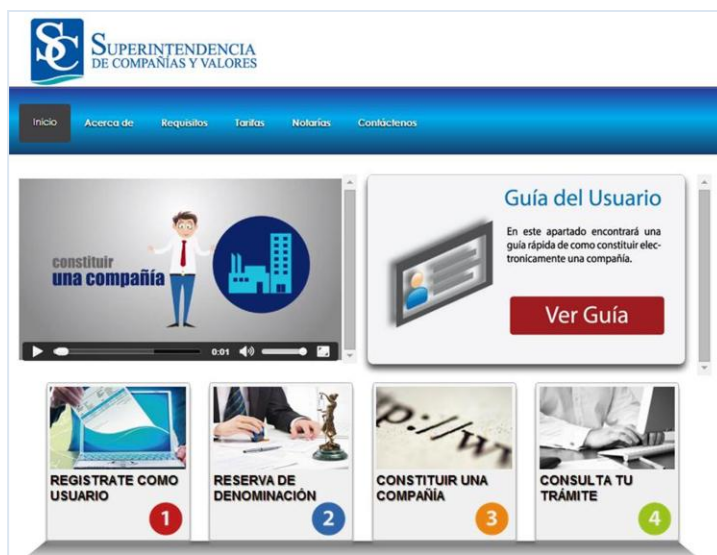 SC
SUPERINTENDENCIA
DE COMPAÑÍAS Y VALORES
Inicio Acerca de Requisitos Tarifas Notarías Contáctenos
constituir
una compañía
0:01
Guía del Usuario
En este apartado encontrará una
guía rápida de como constituir elec-
tronicamente una compañía.
Ver Guía
REGISTRATE COMO
USUARIO
1
RESERVA DE
DENOMINACIÓN
2
p://w
CONSTITUIR UNA
COMPAÑÍA
3
CONSULTA TU
TRÁMITE
4